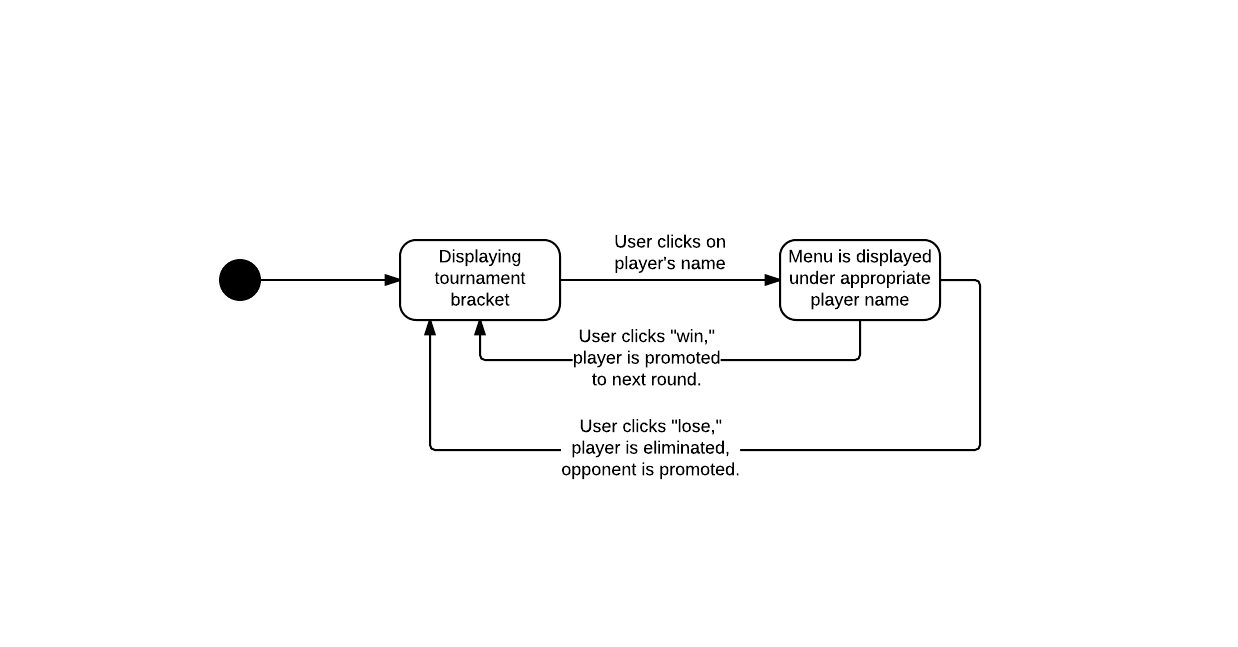 Displaying
tournament
bracket
User clicks on
player's name
Menu is displayed
under appropriate
player name
User clicks "win,"
player is promoted
to next round.
User clicks "lose,"
player is eliminated,
opponent is promoted.